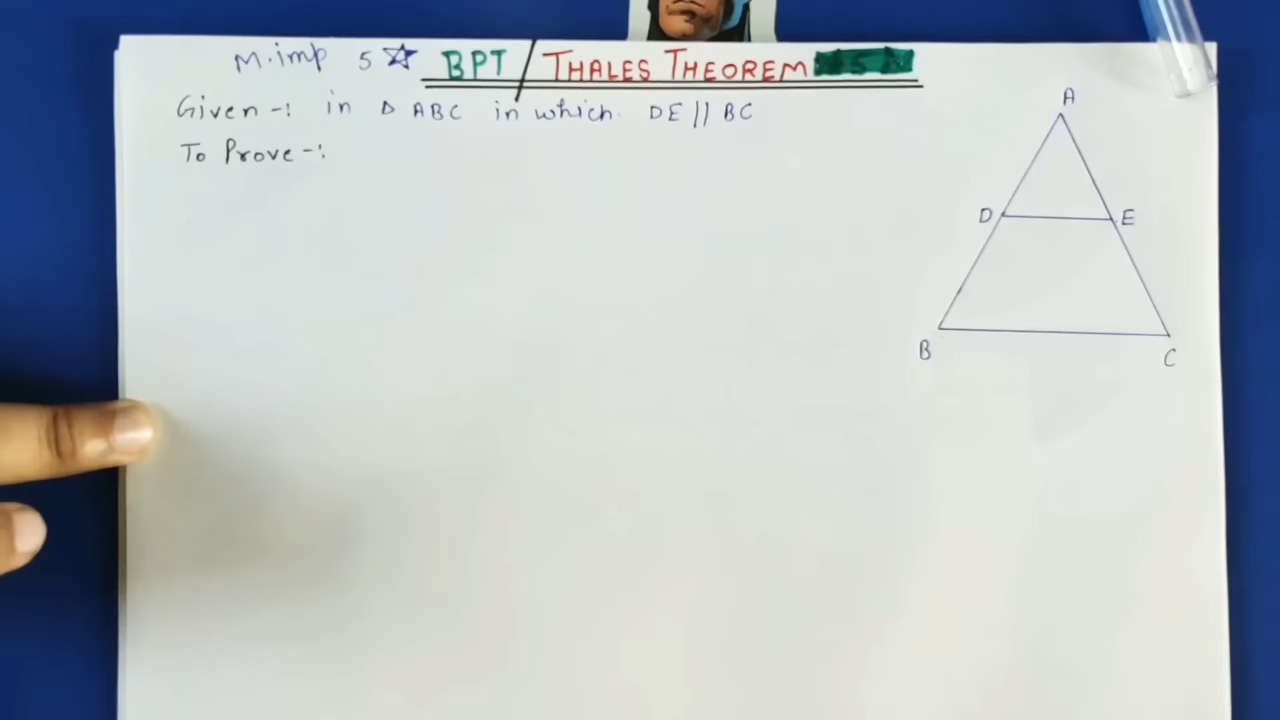 M.imp 5☆ BPT / THALES THEOREM
Given -: in Δ ABC in which. DE || BC
To Prove -:
A
D
E
B
C